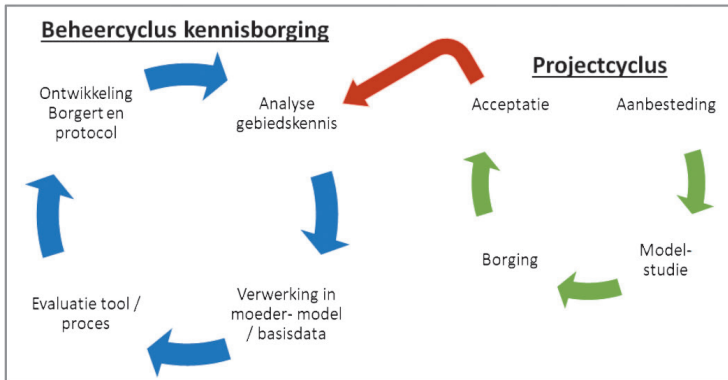 Beheercyclus kennisborging
Ontwikkeling
Borgert en
protocol
Analyse
gebiedskennis
Verwerking in
moeder- model
/ basisdata
Evaluatie tool /
proces
Projectcyclus
Acceptatie
Aanbesteding
Model-
studie
Borging